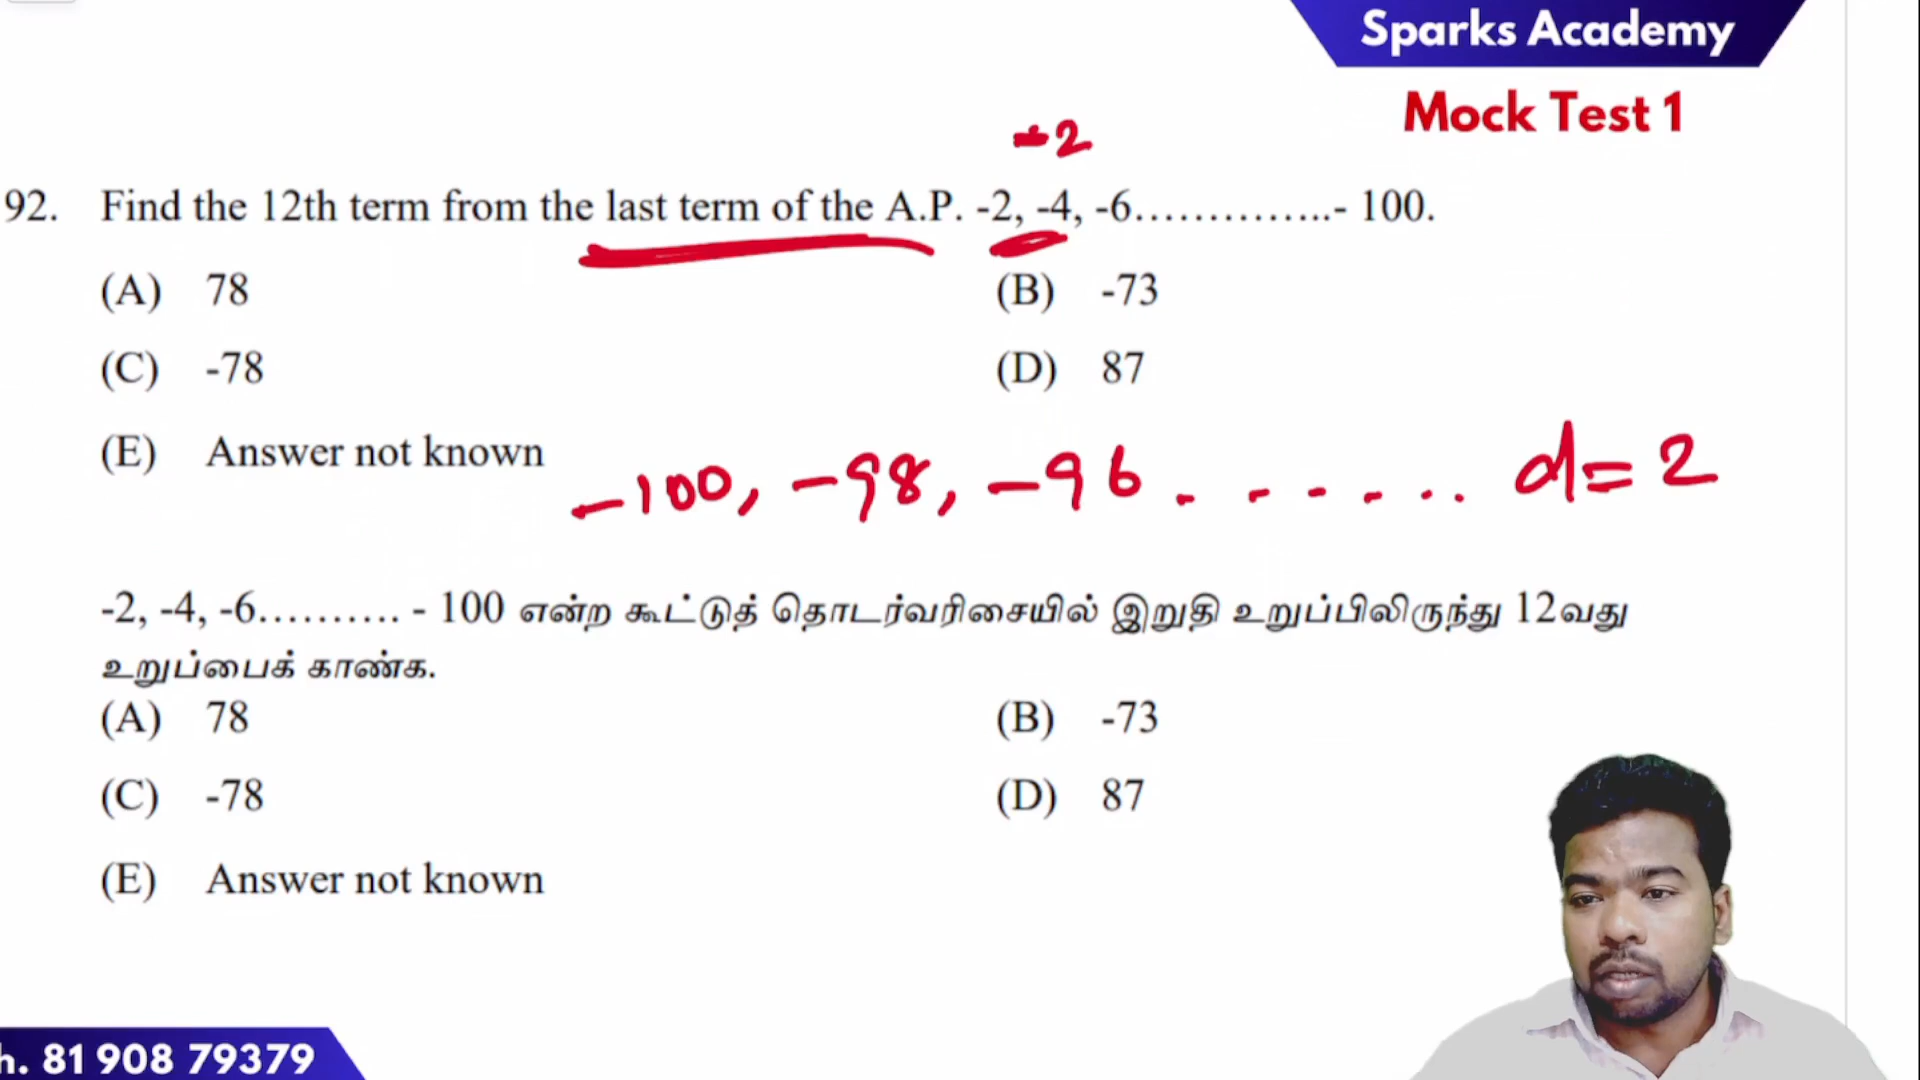 Sparks Academy
Mock Test 1
-2
92. Find the 12th term from the last term of the A.P. -2, -4, -6..............- 100.
(A) 78 (B) -73
(C) -78 (D) 87
(E) Answer not known
-100, -98, -96 . . . . . . . d = 2
-2, -4, -6.......... - 100 என்ற கூட்டுத் தொடர்வரிசையில் இறுதி உறுப்பிலிருந்து 12வது
உறுப்பைக் காண்க.
(A) 78 (B) -73
(C) -78 (D) 87
(E) Answer not known
h. 81 908 79379